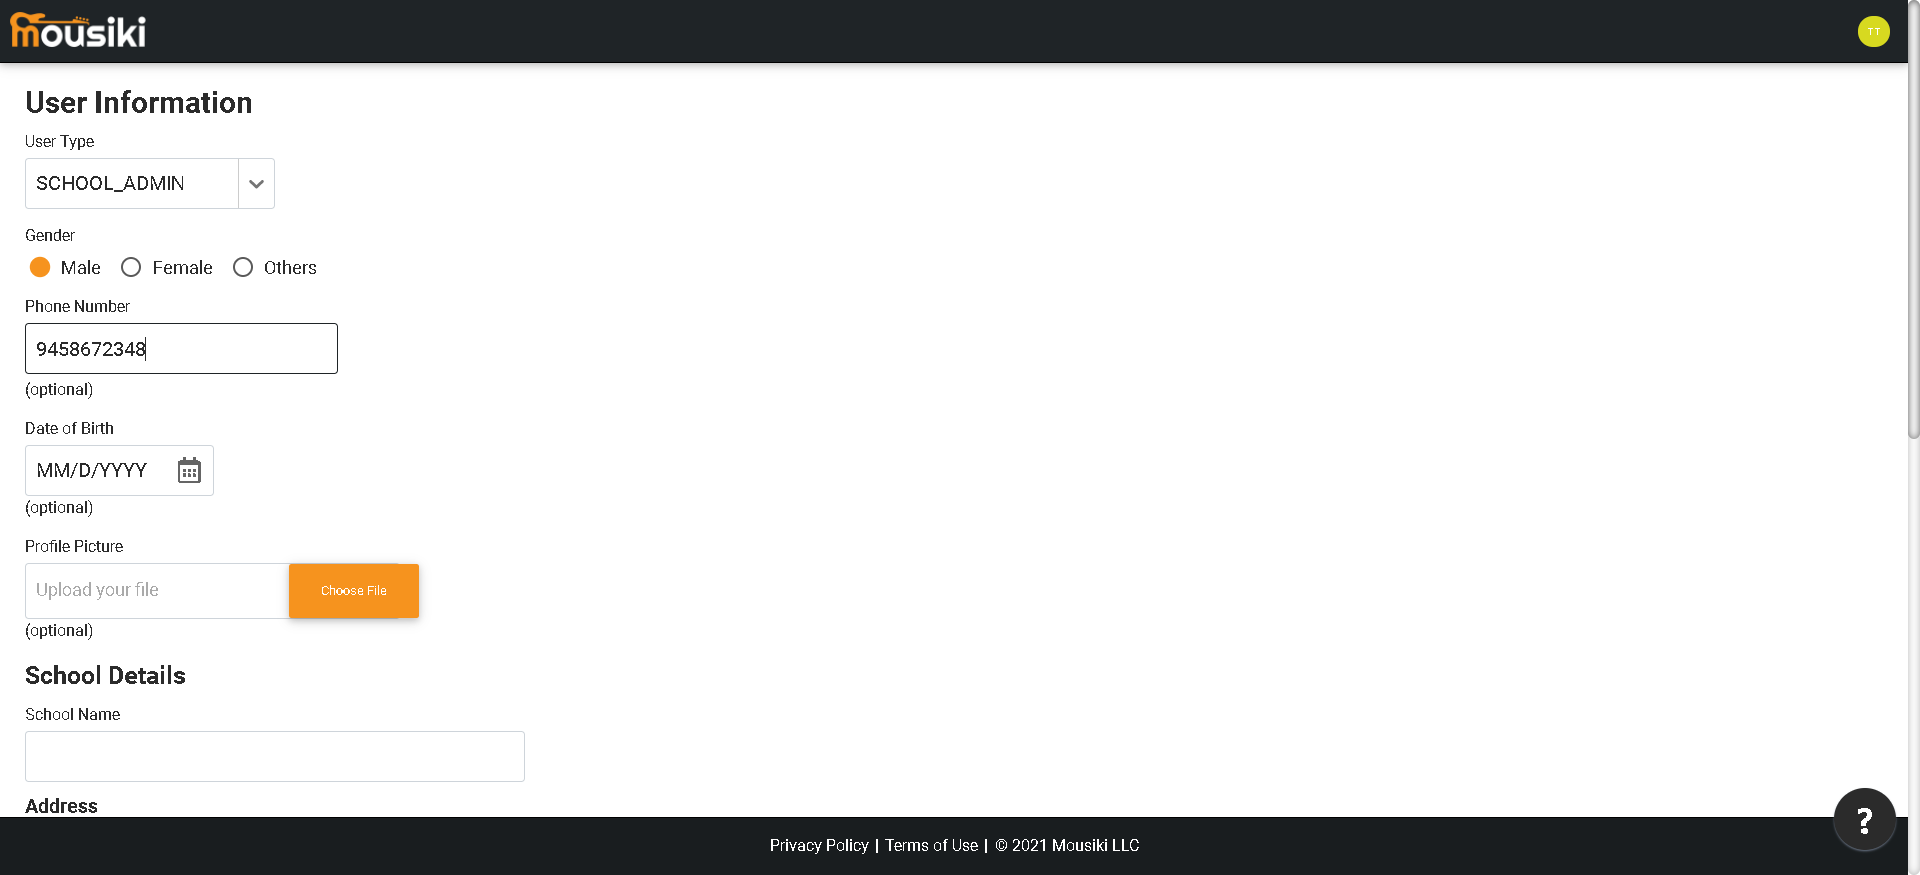 mousiki
TT
User Information
User Type
SCHOOL_ADMIN
Gender
Male Female Others
Phone Number
9458672348
(optional)
Date of Birth
MM/D/YYYY
(optional)
Profile Picture
Upload your file Choose File
(optional)
School Details
School Name
Address
?
Privacy Policy | Terms of Use | © 2021 Mousiki LLC